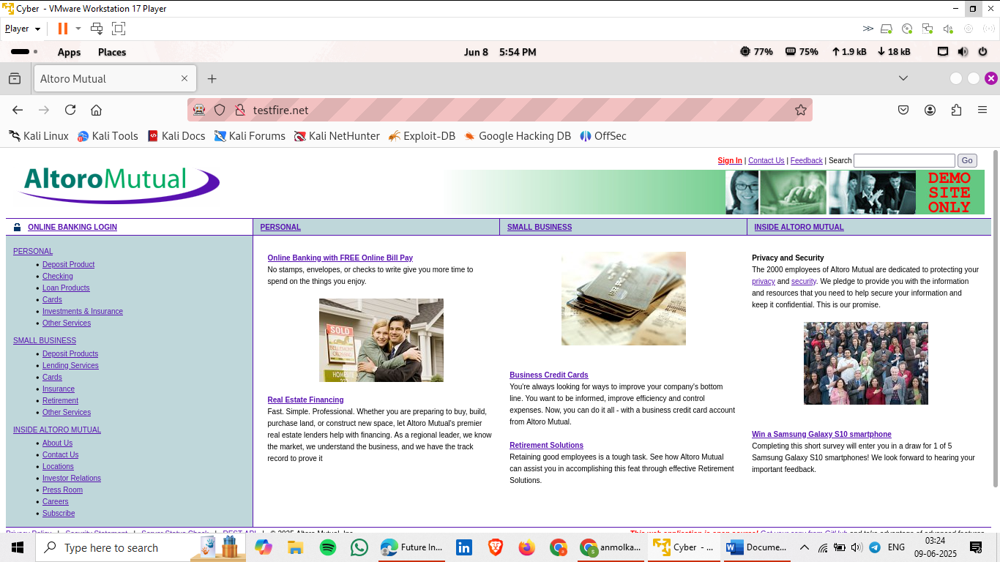 Cyber - VMware Workstation 17 Player
Player
Apps Places Jun 8 5:54 PM 77% 75% 1.9 kB 18 kB
Altoro Mutual
testfire.net
Kali Linux Kali Tools Kali Docs Kali Forums Kali NetHunter Exploit-DB Google Hacking DB OffSec
Sign In | Contact Us | Feedback | Search Go
AltoroMutual
DEMO
SITE
ONLY
ONLINE BANKING LOGIN PERSONAL SMALL BUSINESS INSIDE ALTORO MUTUAL
PERSONAL
Deposit Product
Checking
Loan Products
Cards
Investments & Insurance
Other Services
SMALL BUSINESS
Deposit Products
Lending Services
Cards
Insurance
Retirement
Other Services
INSIDE ALTORO MUTUAL
About Us
Contact Us
Locations
Investor Relations
Press Room
Careers
Subscribe
Online Banking with FREE Online Bill Pay
No stamps, envelopes, or checks to write give you more time to
spend on the things you enjoy.
SOLD
Real Estate Financing
Fast. Simple. Professional. Whether you are preparing to buy, build,
purchase land, or construct new space, let Altoro Mutual's premier
real estate lenders help with financing. As a regional leader, we know
the market, we understand the business, and we have the track
record to prove it
Business Credit Cards
You're always looking for ways to improve your company's bottom
line. You want to be informed, improve efficiency and control
expenses. Now, you can do it all - with a business credit card account
from Altoro Mutual.
Retirement Solutions
Retaining good employees is a tough task. See how Altoro Mutual
can assist you in accomplishing this feat through effective Retirement
Solutions.
Privacy and Security
The 2000 employees of Altoro Mutual are dedicated to protecting your
privacy and security. We pledge to provide you with the information
and resources that you need to help secure your information and
keep it confidential. This is our promise.
Win a Samsung Galaxy S10 smartphone
Completing this short survey will enter you in a draw for 1 of 5
Samsung Galaxy S10 smartphones! We look forward to hearing your
important feedback.
Privacy Policy | Security Statement | Server Status Check | REST API | © 2025 Altoro Mutual, Inc. This web application is open source! Get your copy from GitHub and take advantage of advanced features
Type here to search Future In... anmolka... Cyber - ... Docume... ENG 03:24
09-06-2025